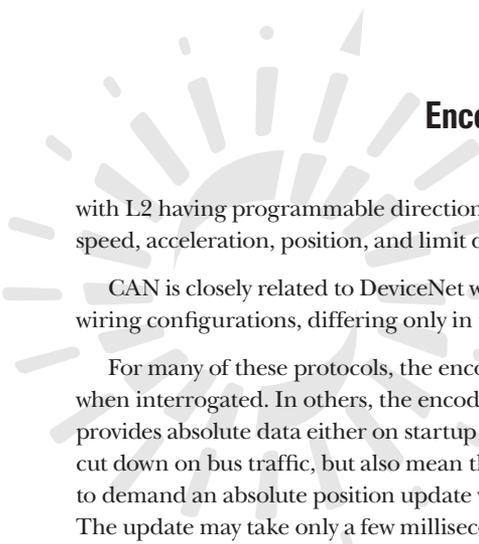 Enc
with L2 having programmable direction
speed, acceleration, position, and limit
CAN is closely related to DeviceNet
wiring configurations, differing only in
For many of these protocols, the enc
when interrogated. In others, the encod
provides absolute data either on startup
cut down on bus traffic, but also mean t
to demand an absolute position update
The update may take only a few millisec